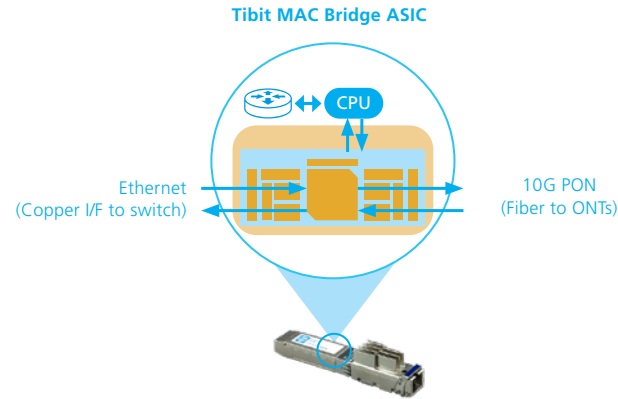 Tibit MAC Bridge ASIC
CPU
Ethernet
(Copper I/F to switch)
10G PON
(Fiber to ONTs)